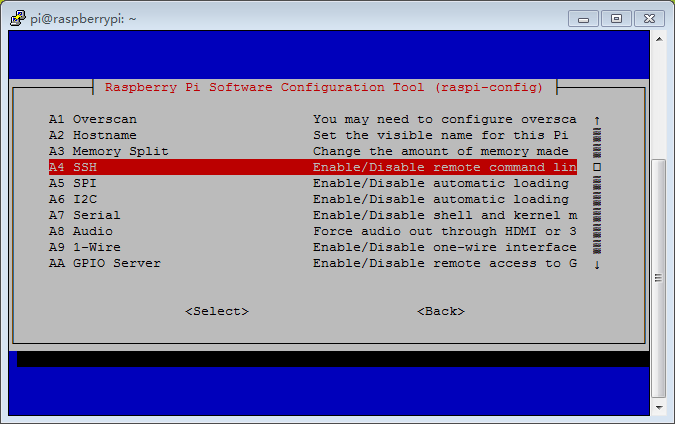 pi@raspberrypi: ~
Raspberry Pi Software Configuration Tool (raspi-config)
A1 Overscan You may need to configure oversca
A2 Hostname Set the visible name for this Pi
A3 Memory Split Change the amount of memory made
A4 SSH Enable/Disable remote command lin
A5 SPI Enable/Disable automatic loading
A6 I2C Enable/Disable automatic loading
A7 Serial Enable/Disable shell and kernel m
A8 Audio Force audio out through HDMI or 3
A9 1-Wire Enable/Disable one-wire interface
AA GPIO Server Enable/Disable remote access to G
<Select> <Back>